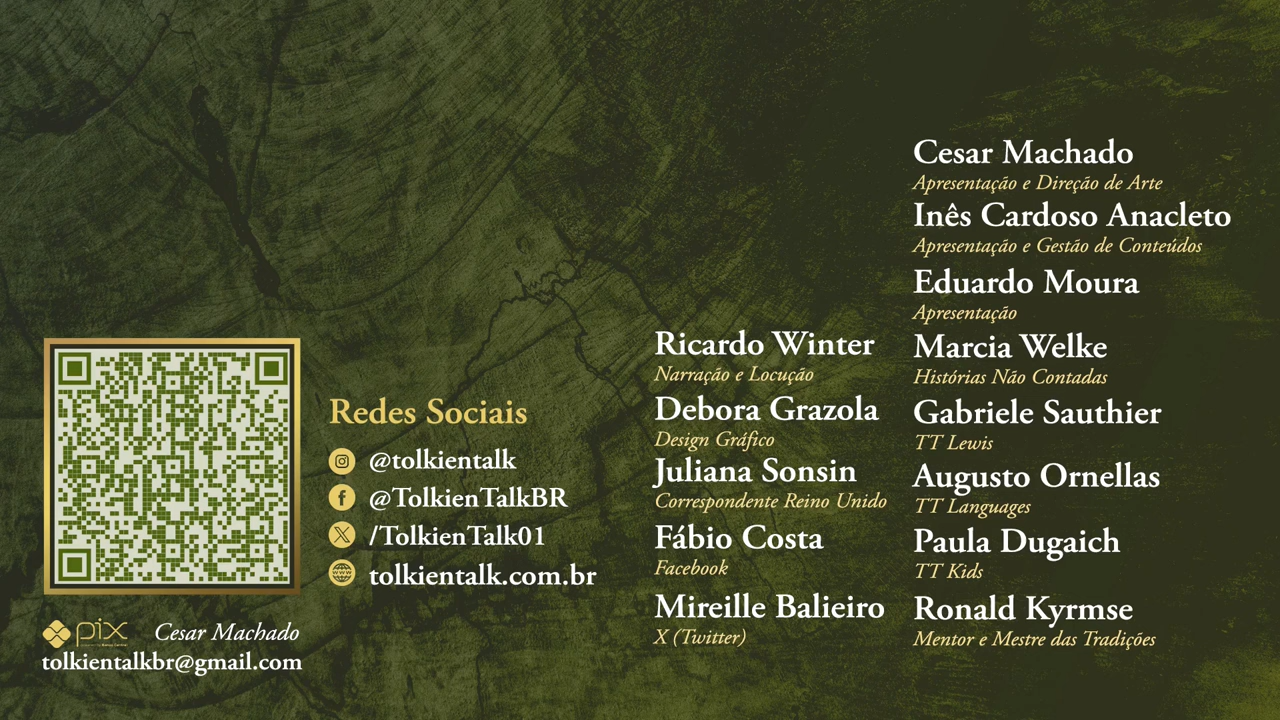 Redes Sociais
@tolkientalk
@TolkienTalkBR
/TolkienTalk01
tolkientalk.com.br
pix
Cesar Machado
tolkientalkbr@gmail.com
Ricardo Winter
Narração e Locução
Debora Grazola
Design Gráfico
Juliana Sonsin
Correspondente Reino Unido
Fábio Costa
Facebook
Mireille Balieiro
X (Twitter)
Cesar Machado
Apresentação e Direção de Arte
Inês Cardoso Anacleto
Apresentação e Gestão de Conteúdos
Eduardo Moura
Apresentação
Marcia Welke
Histórias Não Contadas
Gabriele Sauthier
TT Lewis
Augusto Ornellas
TT Languages
Paula Dugaich
TT Kids
Ronald Kyrmse
Mentor e Mestre das Tradições